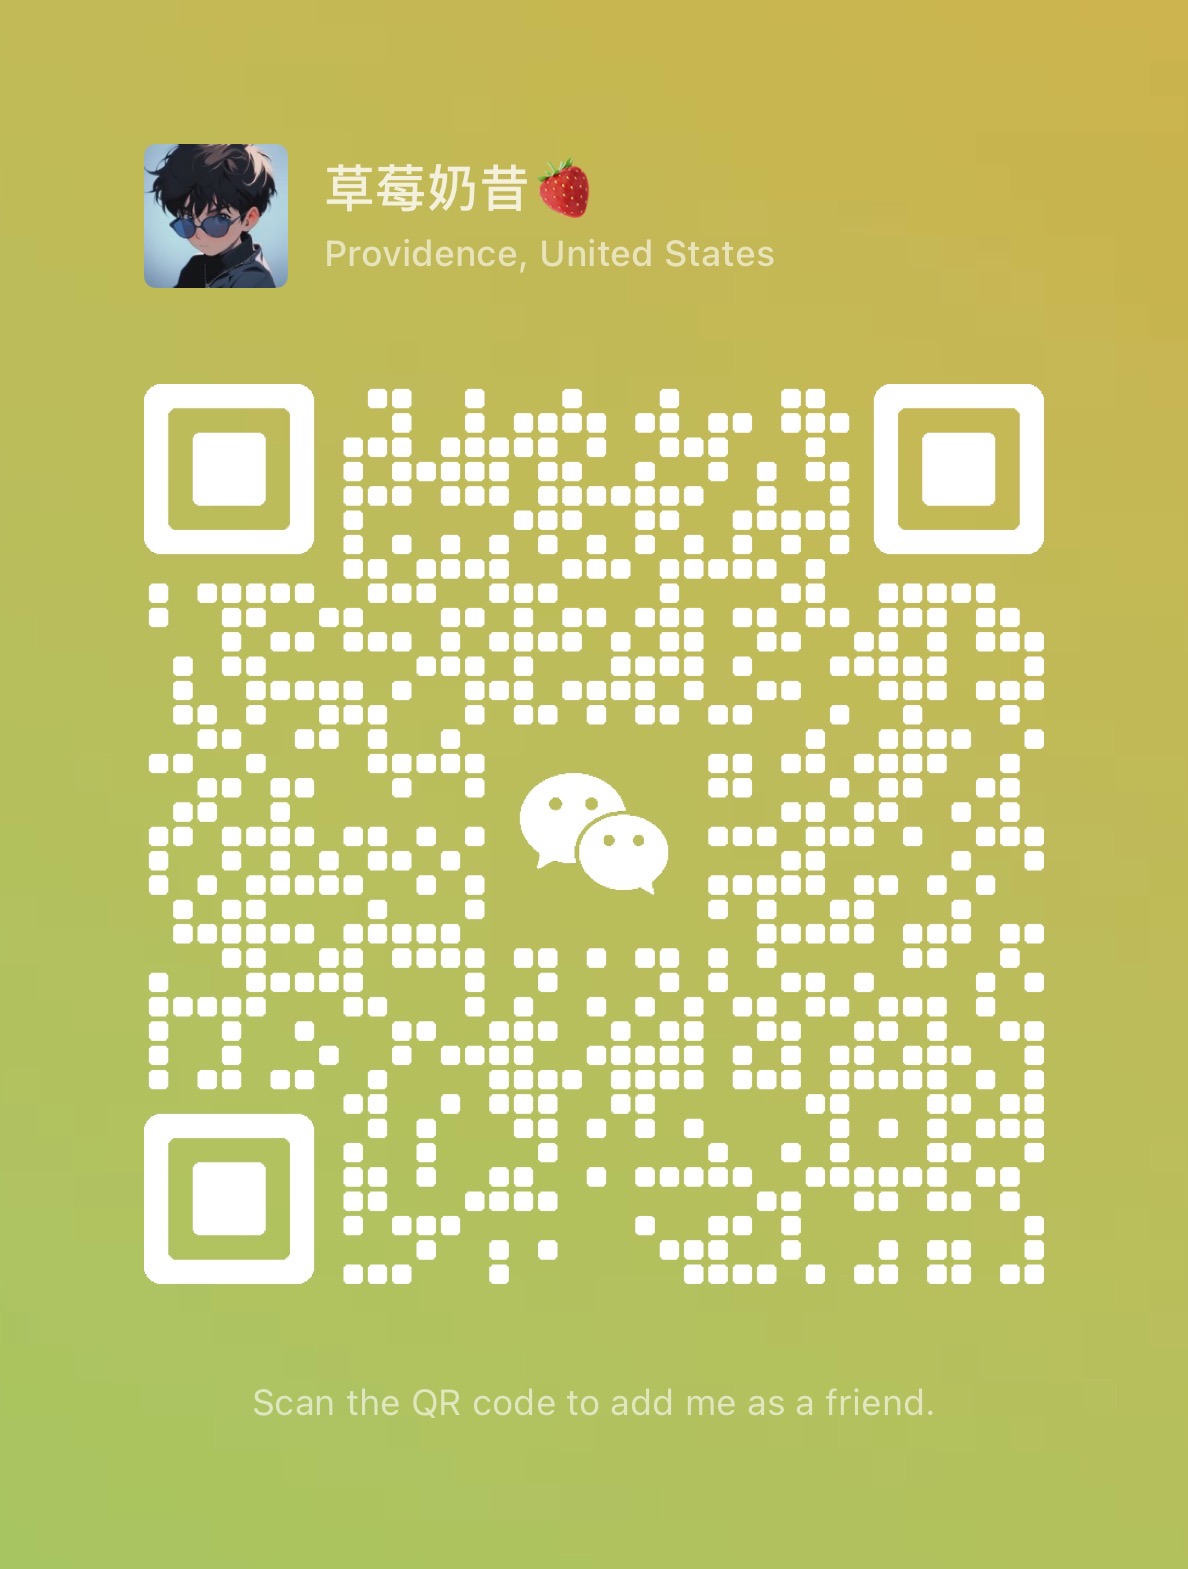 草莓奶昔🍓
Providence, United States
Scan the QR code to add me as a friend.